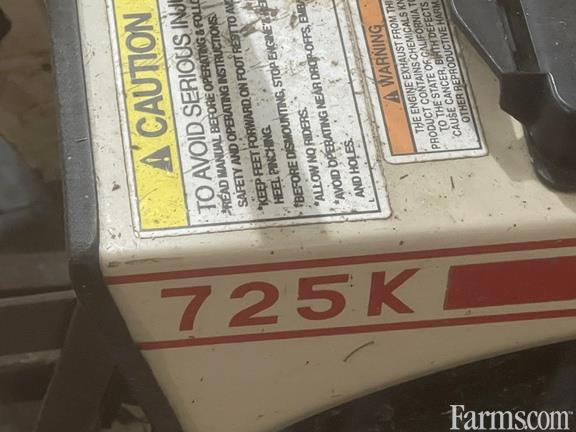 CAUTION
TO AVOID SERIOUS INJ
*READ MANUAL BEFORE OPERATING & FOLL
SAFETY AND OPERATING INSTRUCTIONS.
*KEEP FEET FORWARD ON FOOT REST TO
HEEL PINCHING.
*BEFORE DISMOUNTING, STOP ENGINE
*ALLOW NO RIDERS.
*AVOID OPERATING NEAR DROP-OFFS,
AND HOLES.
WARNING
THE ENGINE EXHAUST FROM THIS
PRODUCT CONTAINS CHEMICALS KN
TO THE STATE OF CALIFORNIA TO
CAUSE CANCER, BIRTH DEFECTS
OTHER REPRODUCTIVE HARM
725K
Farms.com